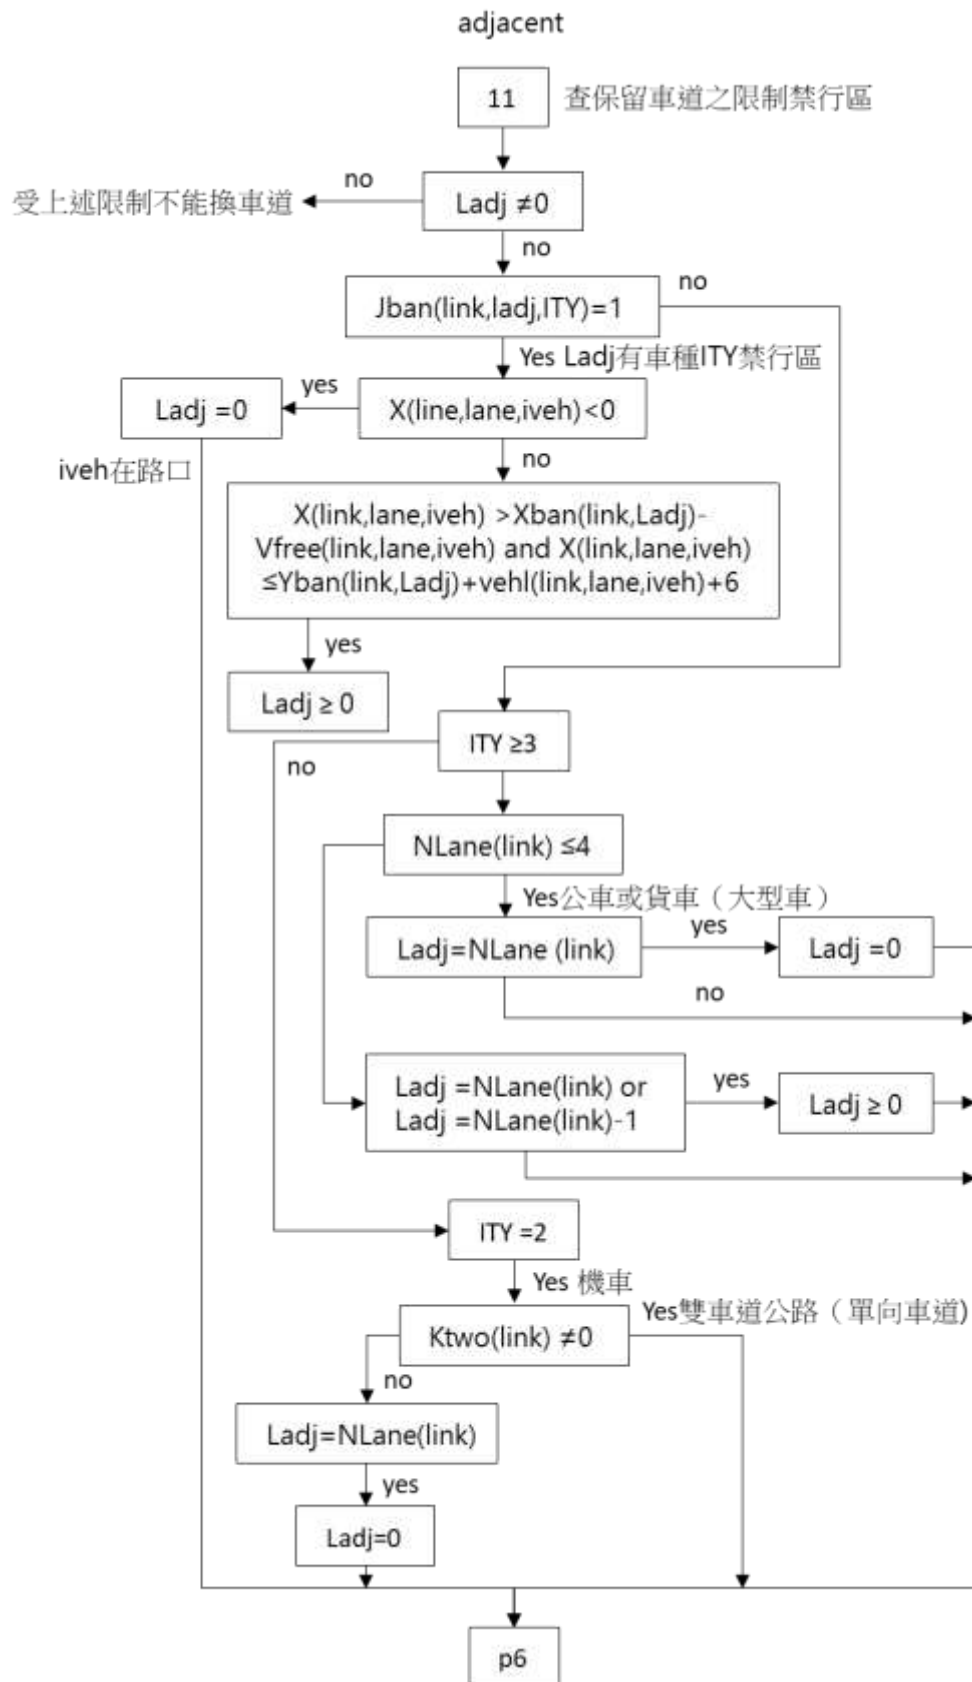 adjacent
11
查保留車道之限制禁行區
no
受上述限制不能換車道
Ladj ≠0
no
no
Jban(link,ladj,ITY)=1
Yes Ladj有車種ITY禁行區
yes
Ladj =0
X(line,lane,iveh)<0
iveh在路口
no
X(link,lane,iveh) >Xban(link,Ladj)-
Vfree(link,lane,iveh) and X(link,lane,iveh)
≤Yban(link,Ladj)+vehl(link,lane,iveh)+6
yes
Ladj ≥ 0
ITY ≥3
no
NLane(link) ≤4
Yes公車或貨車（大型車）
yes
Ladj=NLane (link)
Ladj =0
no
Ladj =NLane(link) or
Ladj =NLane(link)-1
yes
Ladj ≥ 0
ITY =2
Yes 機車
Yes雙車道公路（單向車道)
Ktwo(link) ≠0
no
Ladj=NLane(link)
yes
Ladj=0
p6